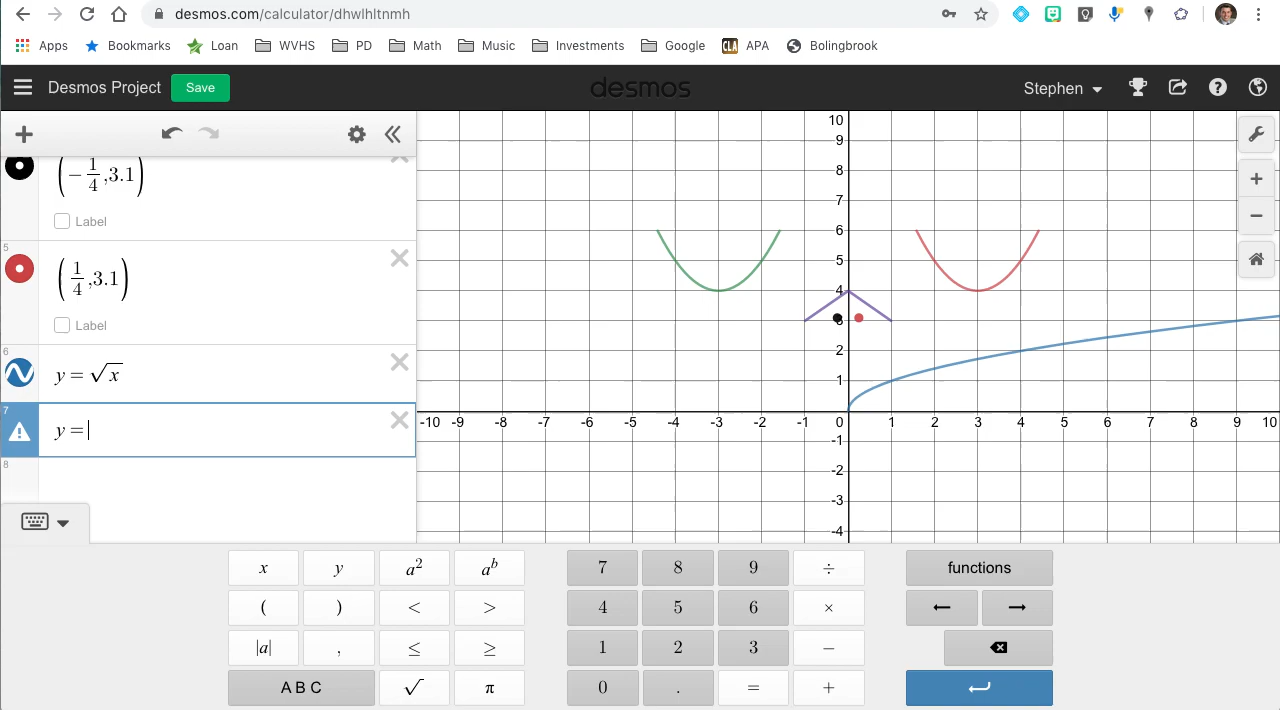 desmos.com/calculator/dhwlhltnmh
Apps Bookmarks Loan WVHS PD Math Music Investments Google CLA APA Bolingbrook
Desmos Project Save desmos Stephen
(-1/4, 3.1)
Label
5
(1/4, 3.1)
Label
6
y = √x
7
y =
8
10
9
8
7
6
5
4
3
2
1
-10 -9 -8 -7 -6 -5 -4 -3 -2 -1 0 1 2 3 4 5 6 7 8 9 10
-1
-2
-3
-4
x y a² aᵇ 7 8 9 ÷ functions
( ) < > 4 5 6 × ← →
|a| , ≤ ≥ 1 2 3 −
A B C √ π 0 . = +